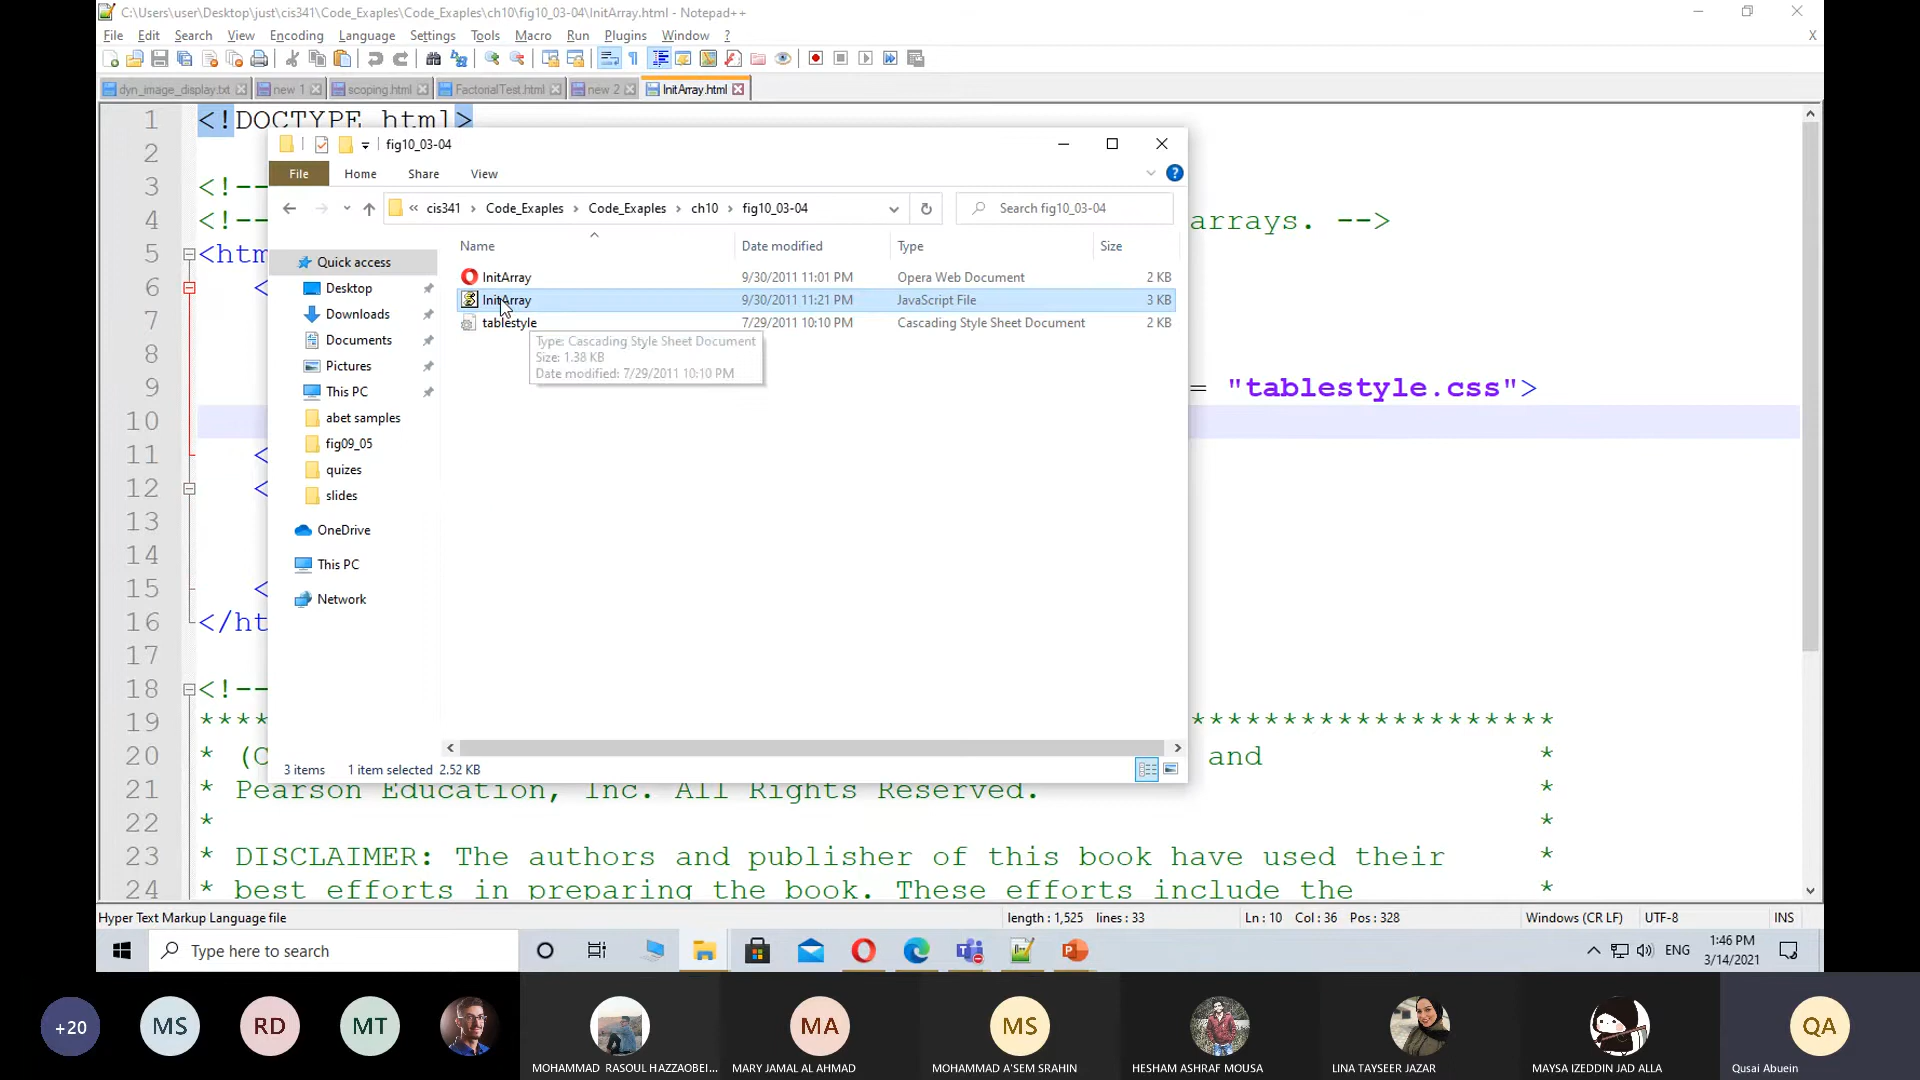 C:\Users\user\Desktop\just\cis341\Code_Exaples\Code_Exaples\ch10\fig10_03-04\InitArray.html - Notepad++
File Edit Search View Encoding Language Settings Tools Macro Run Plugins Window ? X
dyn_image_display.txt new 1 scoping.html FactorialTest.html new 2 InitArray.html
1 <!DOCTYPE html>
2
3 <!--
4 <!-- arrays. -->
5 <htm
6 <
7
8
9 = "tablestyle.css">
10
11 <
12 <
13
14
15 <
16 </ht
17
18 <!--
19 **** ********************
20 * (C and *
21 * Pearson Education, Inc. All Rights Reserved. *
22 * *
23 * DISCLAIMER: The authors and publisher of this book have used their *
24 * best efforts in preparing the book. These efforts include the *
fig10_03-04
File Home Share View ?
« cis341 › Code_Exaples › Code_Exaples › ch10 › fig10_03-04 Search fig10_03-04
Name Date modified Type Size
InitArray 9/30/2011 11:01 PM Opera Web Document 2 KB
InitArray 9/30/2011 11:21 PM JavaScript File 3 KB
tablestyle 7/29/2011 10:10 PM Cascading Style Sheet Document 2 KB
Type: Cascading Style Sheet Document
Size: 1.38 KB
Date modified: 7/29/2011 10:10 PM
Quick access
Desktop
Downloads
Documents
Pictures
This PC
abet samples
fig09_05
quizes
slides
OneDrive
This PC
Network
3 items 1 item selected 2.52 KB
Hyper Text Markup Language file length : 1,525 lines : 33 Ln : 10 Col : 36 Pos : 328 Windows (CR LF) UTF-8 INS
Type here to search ENG 1:46 PM
3/14/2021
+20 MS RD MT MA MS QA
MOHAMMAD RASOUL HAZZAOBEI... MARY JAMAL AL AHMAD MOHAMMAD A'SEM SRAHIN HESHAM ASHRAF MOUSA LINA TAYSEER JAZAR MAYSA IZEDDIN JAD ALLA Qusai Abuein